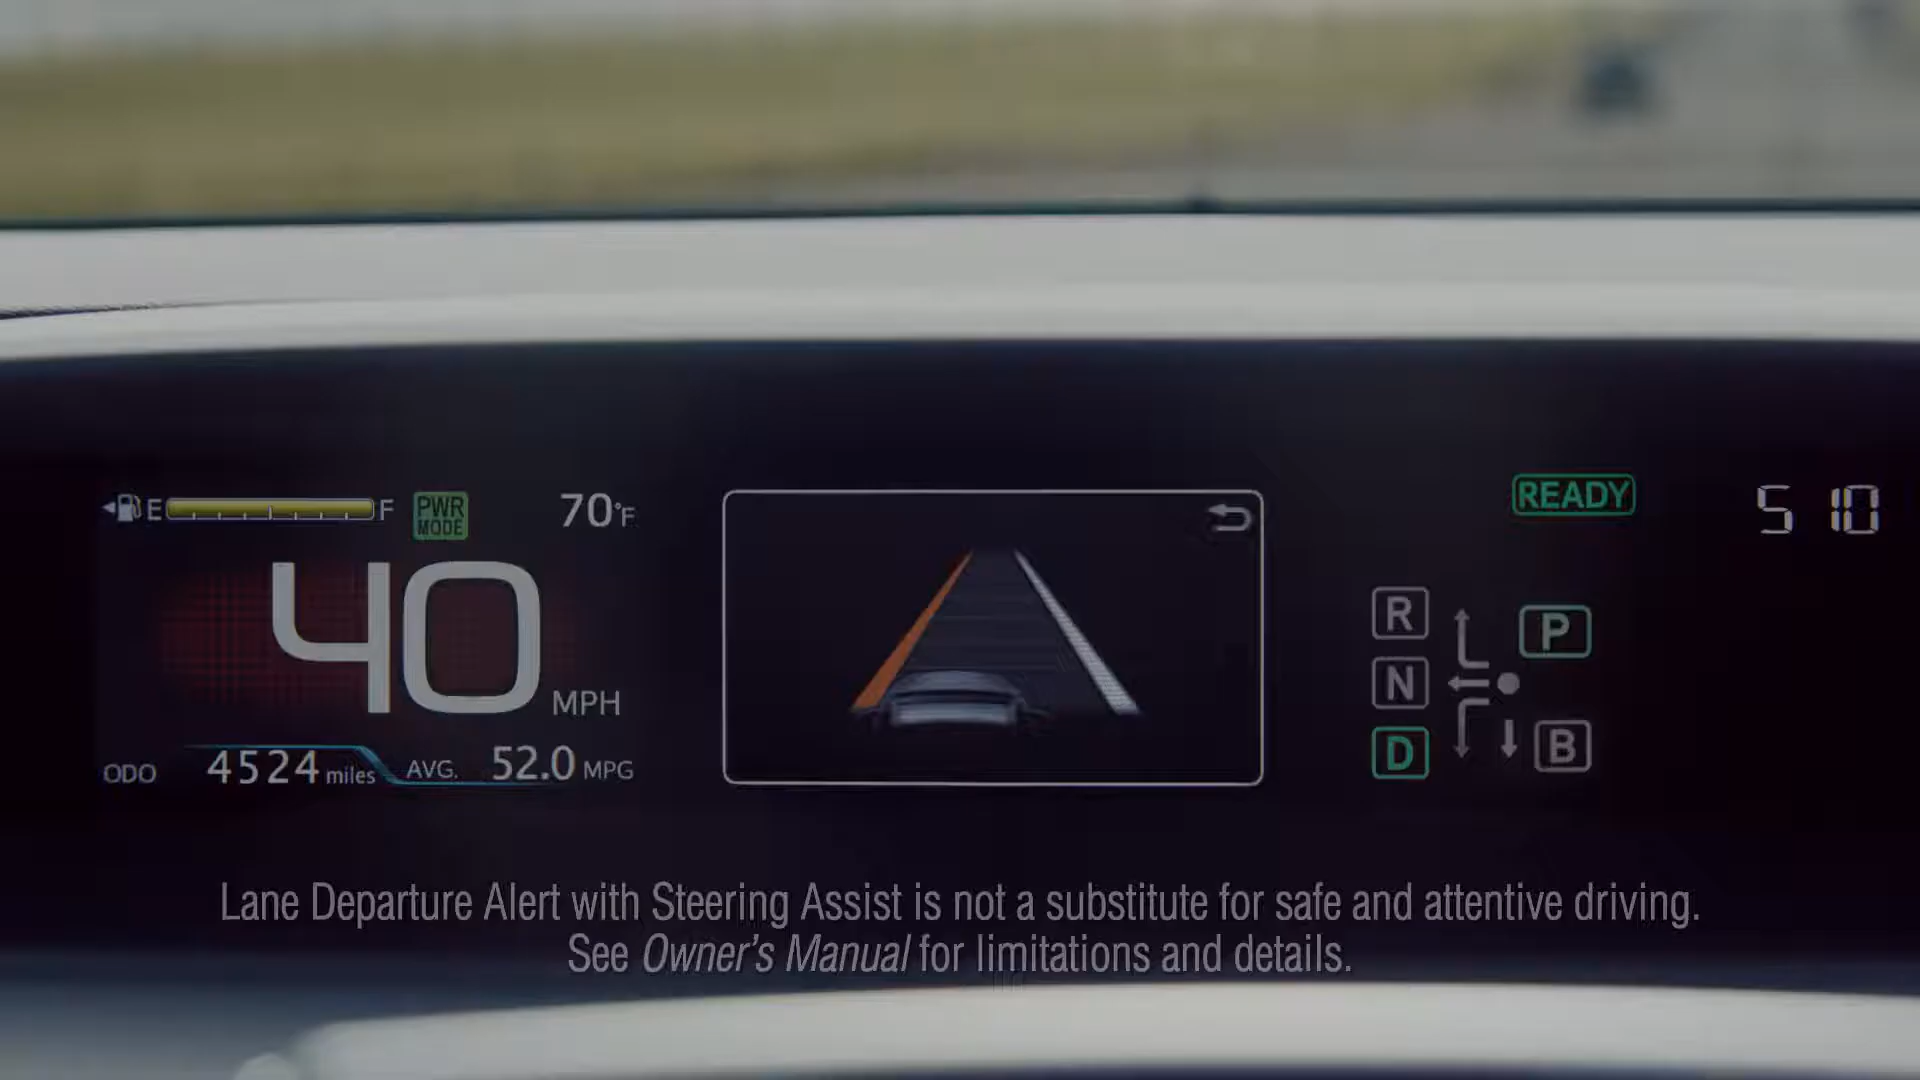 E F PWR MODE 70°F
READY 5 10
40 MPH
R P
N
D B
ODO 4524 miles AVG. 52.0 MPG
Lane Departure Alert with Steering Assist is not a substitute for safe and attentive driving.
See Owner's Manual for limitations and details.